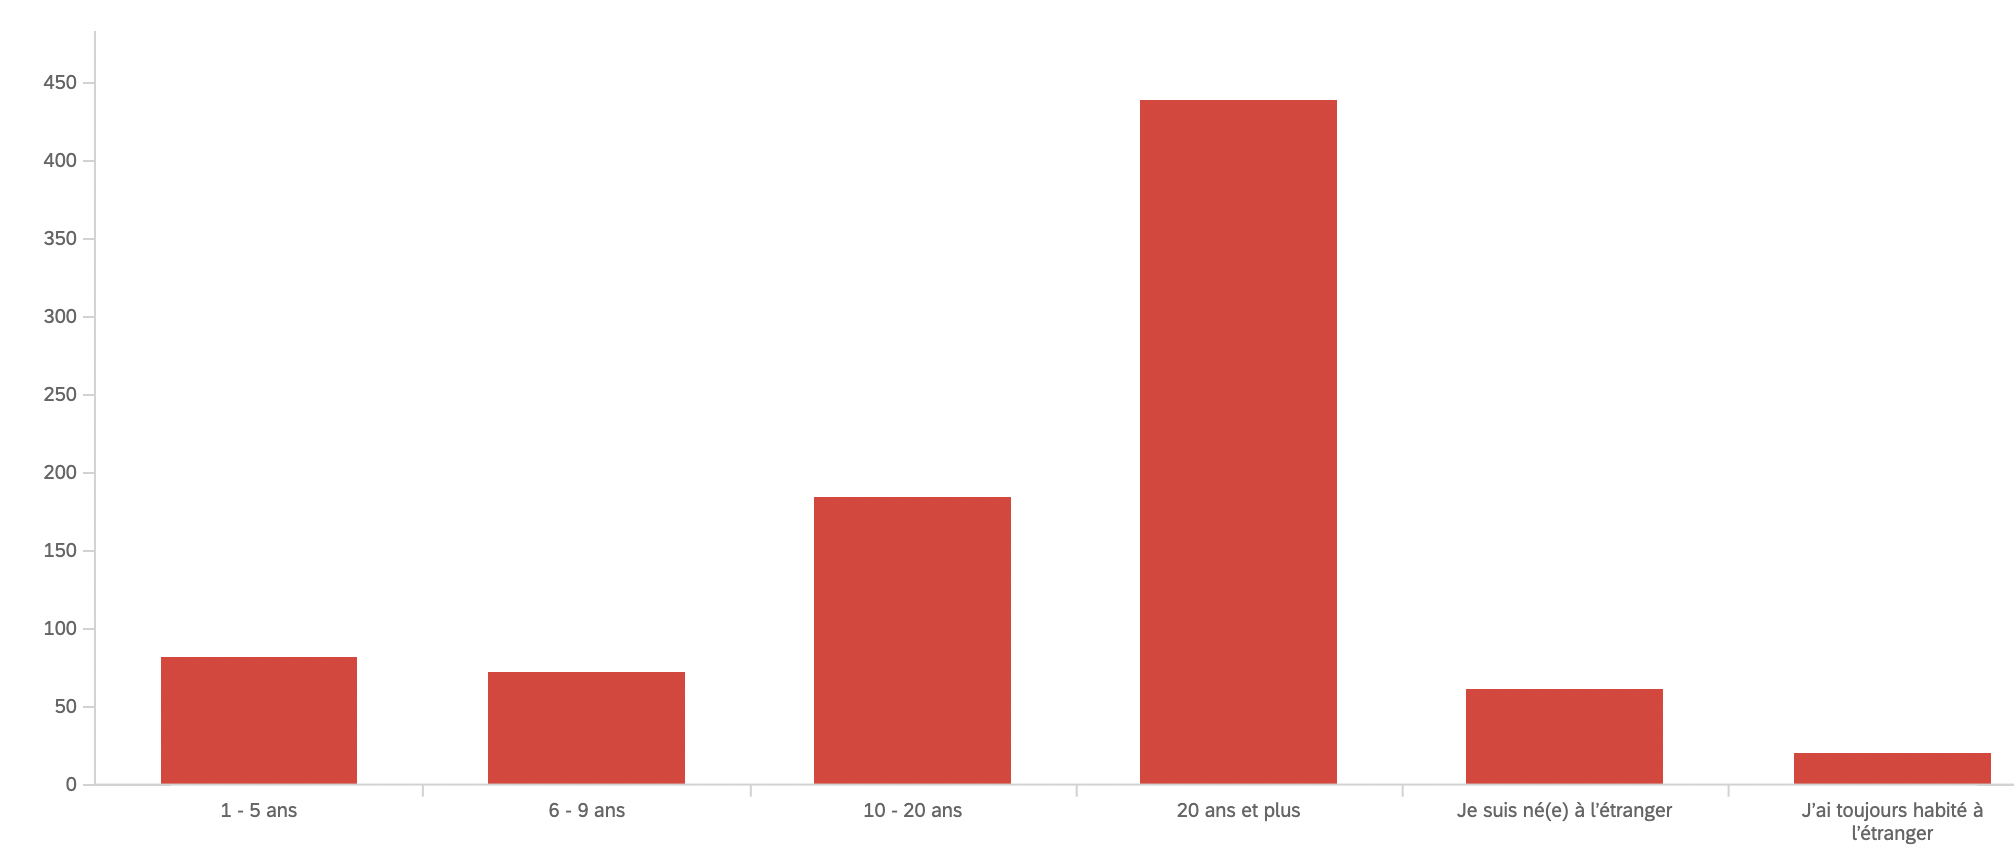 450
400
350
300
250
200
150
100
50
0
1 - 5 ans
6 - 9 ans
10 - 20 ans
20 ans et plus
Je suis né(e) à l’étranger
J’ai toujours habité à
l’étranger